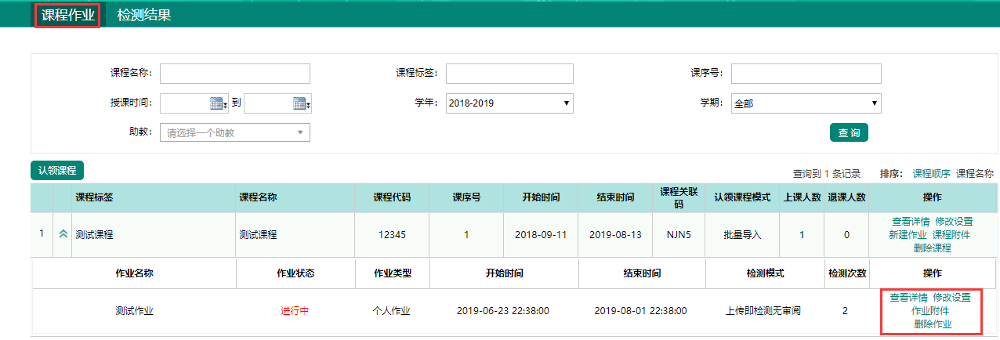 课程作业 检测结果
课程名称: 课程标签: 课序号:
授课时间: 到 学年: 2018-2019 学期: 全部
助教: 请选择一个助教 查 询
认领课程 查询到 1 条记录 排序: 课程顺序 课程名称
课程标签 课程名称 课程代码 课序号 开始时间 结束时间 课程关联码 认领课程模式 上课人数 退课人数 操作
1 测试课程 测试课程 12345 1 2018-09-11 2019-08-13 NJN5 批量导入 1 0 查看详情 修改设置
新建作业 课程附件
删除课程
作业名称 作业状态 作业类型 开始时间 结束时间 检测模式 检测次数 操作
测试作业 进行中 个人作业 2019-06-23 22:38:00 2019-08-01 22:38:00 上传即检测无审阅 2 查看详情 修改设置
作业附件
删除作业